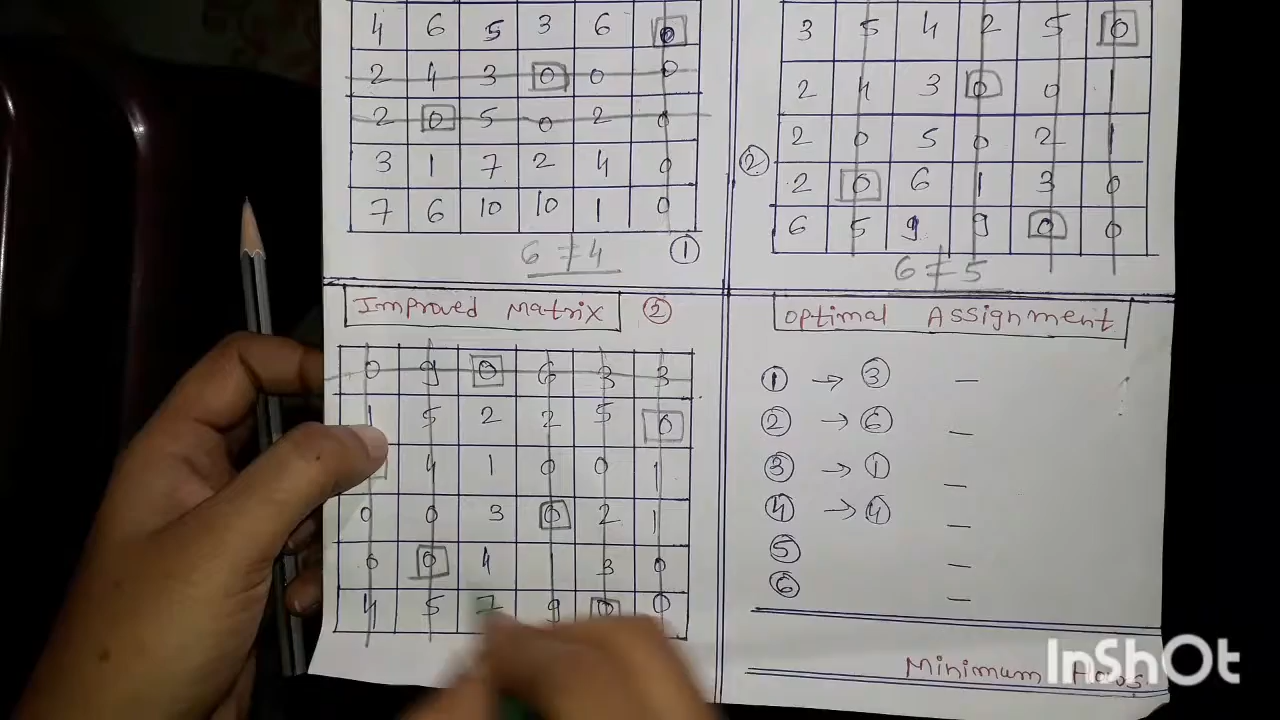 4 6 5 3 6 0
2 4 3 0 0 0
2 0 5 0 2 0
3 1 7 2 4 0
7 6 10 10 1 0
6 ≠ 4
①
3 5 4 2 5 0
2 4 3 0 0 1
2 0 5 0 2 1
②
2 0 6 1 3 0
6 5 9 9 0 0
6 ≠ 5
Improved Matrix ②
0 9 0 6 3 3
1 5 2 2 5 0
4 1 0 0 1
0 0 3 0 2 1
0 0 4 3 0
4 5 7 9 0 0
Optimal Assignment
① → ③ —
② → ⑥ —
③ → ① —
④ → ④ —
⑤ —
⑥ —
Minimum
InShOt